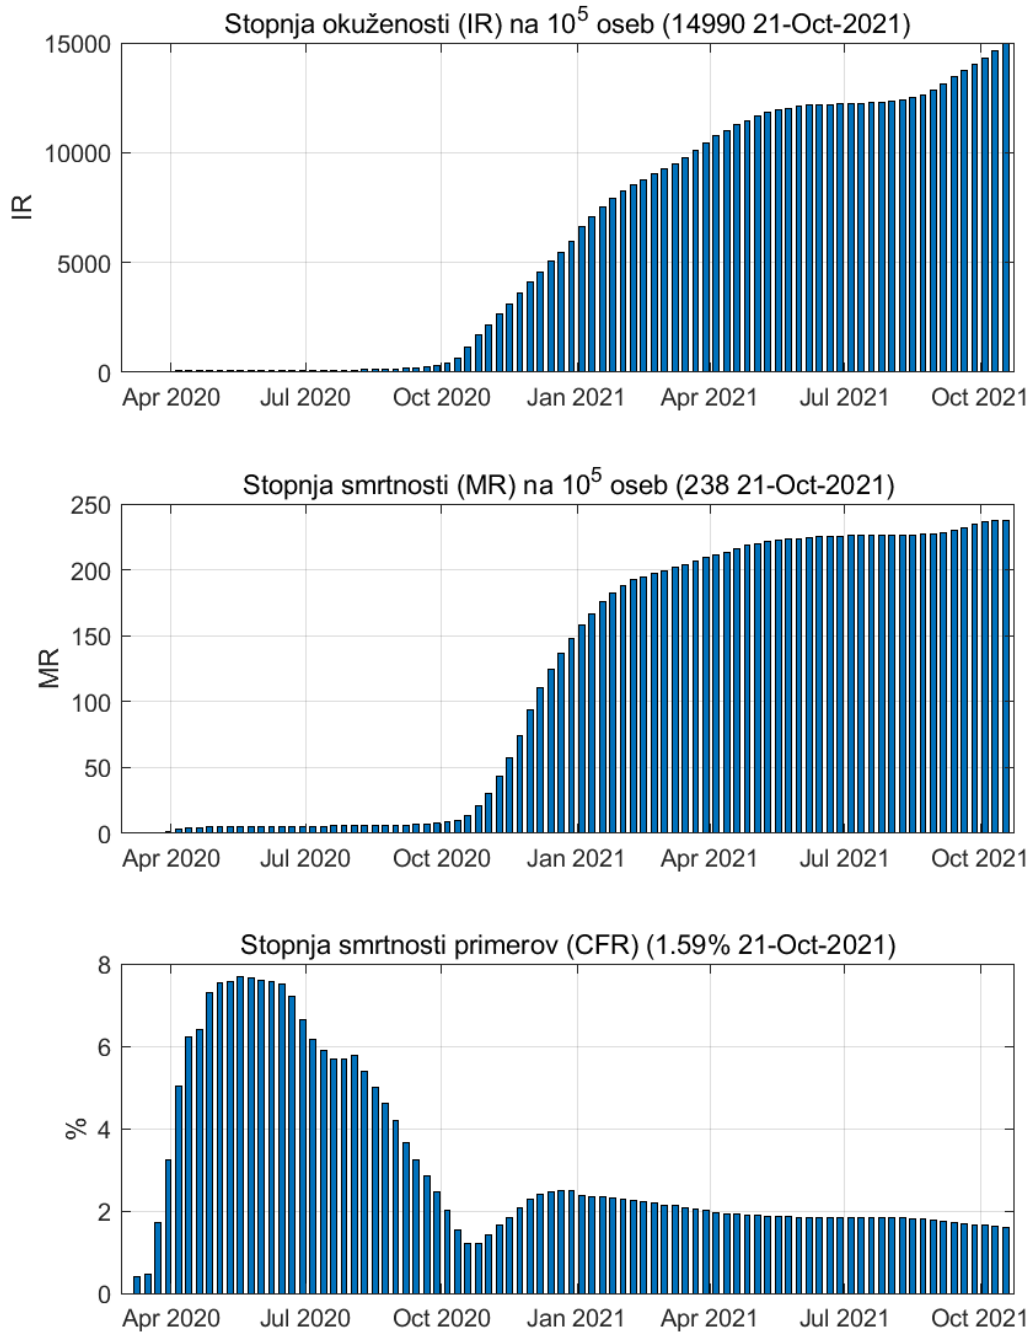 Stopnja okuženosti (IR) na 10^5 oseb (14990 21-Oct-2021)
15000
10000
5000
0
IR
Apr 2020 Jul 2020 Oct 2020 Jan 2021 Apr 2021 Jul 2021 Oct 2021
Stopnja smrtnosti (MR) na 10^5 oseb (238 21-Oct-2021)
250
200
150
100
50
0
MR
Apr 2020 Jul 2020 Oct 2020 Jan 2021 Apr 2021 Jul 2021 Oct 2021
Stopnja smrtnosti primerov (CFR) (1.59% 21-Oct-2021)
8
6
4
2
0
%
Apr 2020 Jul 2020 Oct 2020 Jan 2021 Apr 2021 Jul 2021 Oct 2021